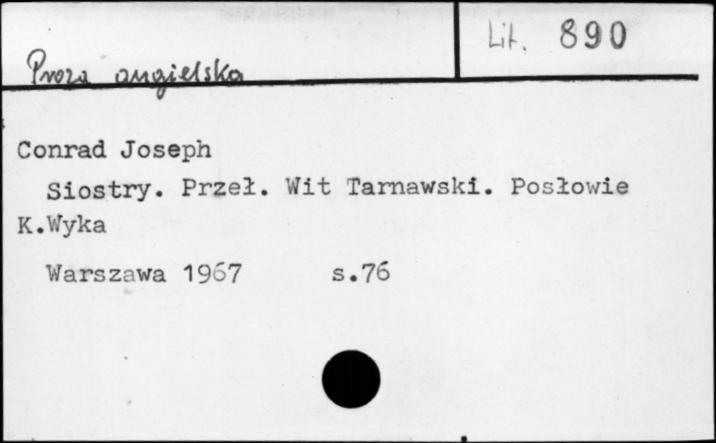 Lit. 890
Proza angielska
Conrad Joseph
Siostry. Przeł. Wit Tarnawski. Posłowie
K.Wyka
Warszawa 1967 s.76